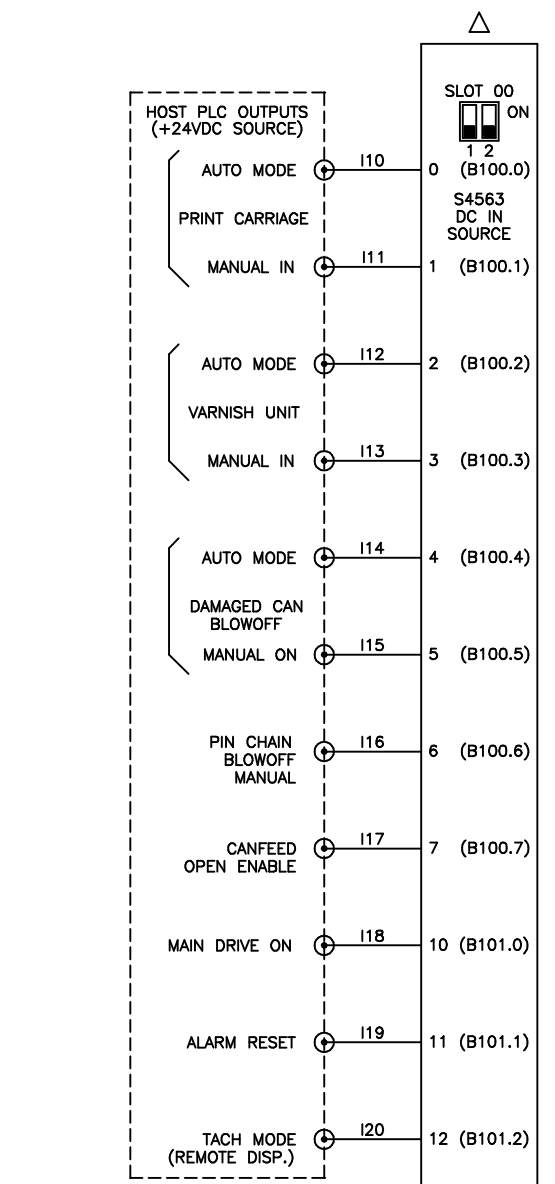 SLOT 00
ON
1 2
HOST PLC OUTPUTS
(+24VDC SOURCE)
AUTO MODE I10 0 (B100.0)
S4563
DC IN
SOURCE
PRINT CARRIAGE
MANUAL IN I11 1 (B100.1)
AUTO MODE I12 2 (B100.2)
VARNISH UNIT
MANUAL IN I13 3 (B100.3)
AUTO MODE I14 4 (B100.4)
DAMAGED CAN
BLOWOFF
MANUAL ON I15 5 (B100.5)
PIN CHAIN
BLOWOFF
MANUAL
I16 6 (B100.6)
CANFEED
OPEN ENABLE
I17 7 (B100.7)
MAIN DRIVE ON I18 10 (B101.0)
ALARM RESET I19 11 (B101.1)
TACH MODE
(REMOTE DISP.)
I20 12 (B101.2)